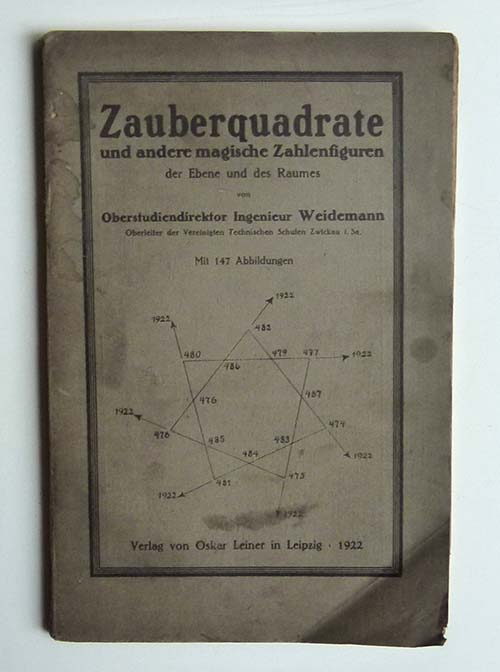 Zauberquadrate
und andere magische Zahlenfiguren
der Ebene und des Raumes
von
Oberstudiendirektor Ingenieur Weidemann
Oberleiter der Vereinigten Technischen Schulen Zwickau i. Sa.
Mit 147 Abbildungen
1922
1922
482
480
479
477
1922
486
476
487
1922
478
474
485
483
484
1922
481
475
1922
1922
Verlag von Oskar Leiner in Leipzig · 1922